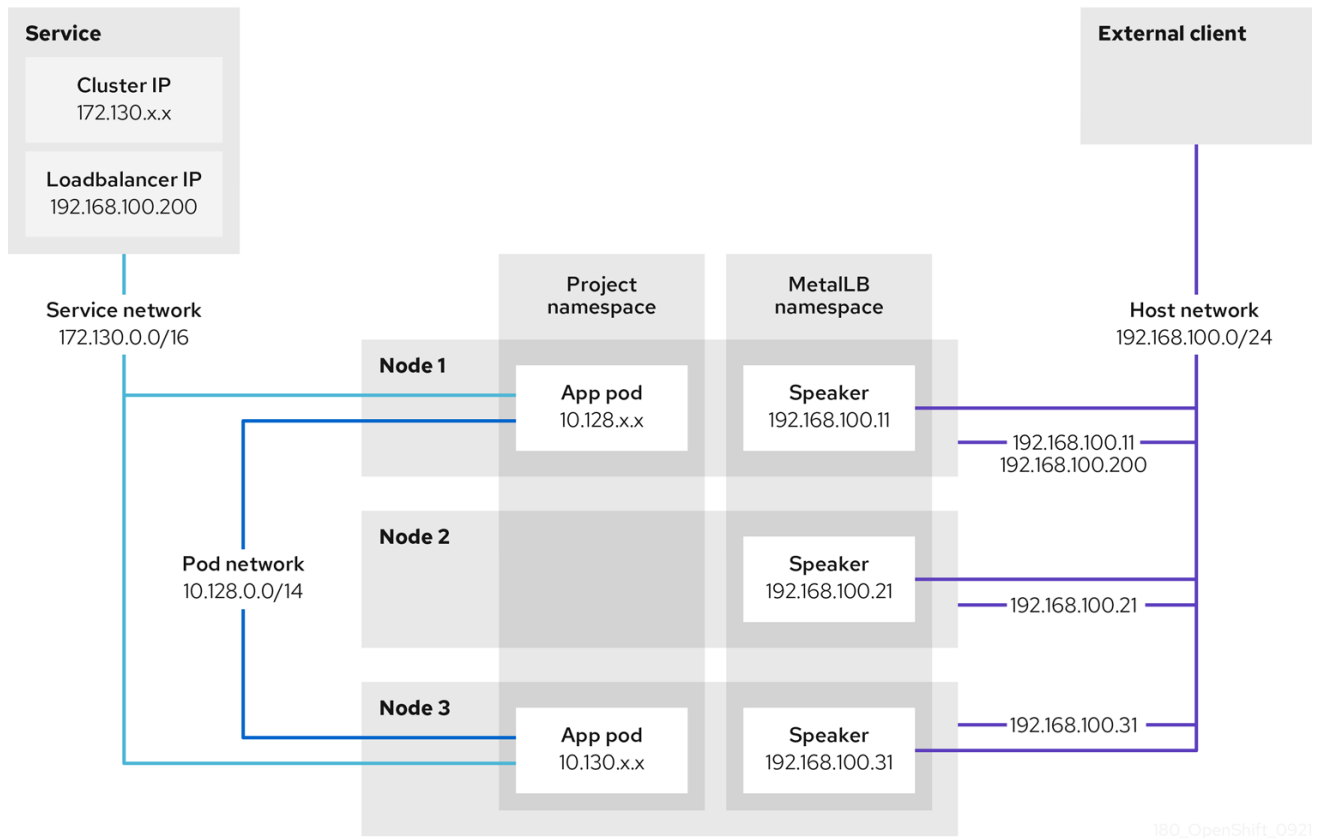 Service
Cluster IP
172.130.x.x
Loadbalancer IP
192.168.100.200
External client
Service network
172.130.0.0/16
Project
namespace
MetalLB
namespace
Host network
192.168.100.0/24
Node 1
App pod
10.128.x.x
Speaker
192.168.100.11
192.168.100.11
192.168.100.200
Pod network
10.128.0.0/14
Node 2
Speaker
192.168.100.21
192.168.100.21
Node 3
App pod
10.130.x.x
Speaker
192.168.100.31
192.168.100.31
180_OpenShift_0921